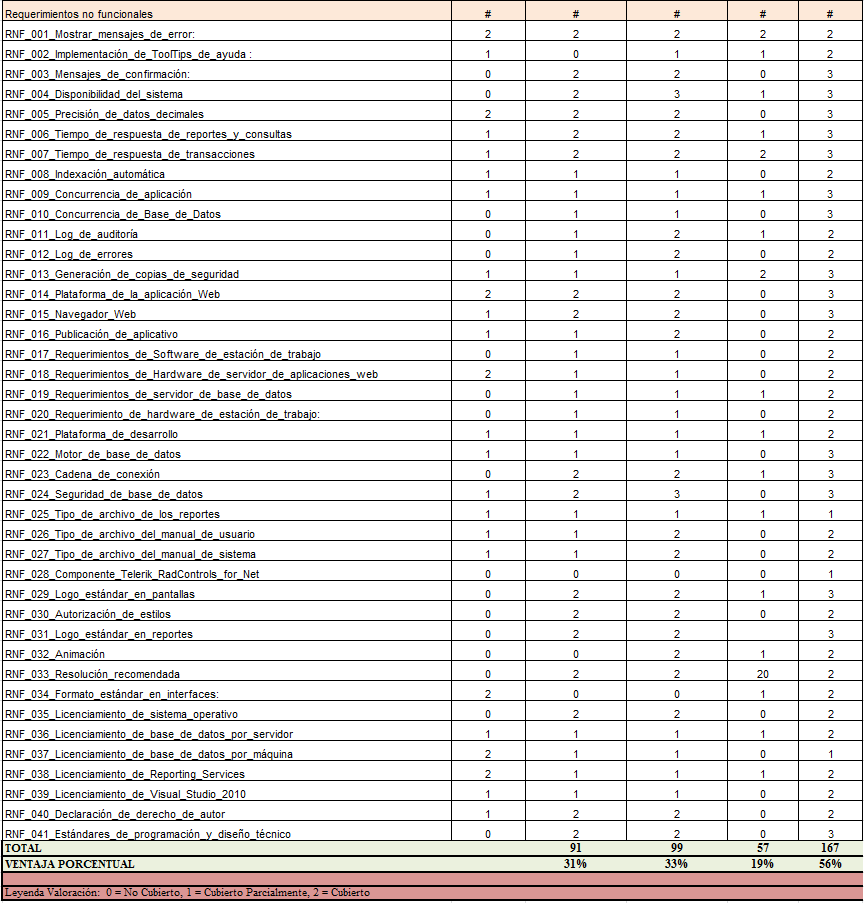 Requerimientos no funcionales # # # # #
RNF_001_Mostrar_mensajes_de_error: 2 2 2 2 2
RNF_002_Implementación_de_ToolTips_de_ayuda : 1 0 1 1 2
RNF_003_Mensajes_de_confirmación: 0 2 2 0 3
RNF_004_Disponibilidad_del_sistema 0 2 3 1 3
RNF_005_Precisión_de_datos_decimales 2 2 2 0 3
RNF_006_Tiempo_de_respuesta_de_reportes_y_consultas 1 2 2 1 3
RNF_007_Tiempo_de_respuesta_de_transacciones 1 2 2 2 3
RNF_008_Indexación_automática 1 1 1 0 2
RNF_009_Concurrencia_de_aplicación 1 1 1 1 3
RNF_010_Concurrencia_de_Base_de_Datos 0 1 1 0 3
RNF_011_Log_de_auditoría 0 1 2 1 2
RNF_012_Log_de_errores 0 1 2 0 2
RNF_013_Generación_de_copias_de_seguridad 1 1 1 2 3
RNF_014_Plataforma_de_la_aplicación_Web 2 2 2 0 3
RNF_015_Navegador_Web 1 2 2 0 3
RNF_016_Publicación_de_aplicativo 1 1 2 0 2
RNF_017_Requerimientos_de_Software_de_estación_de_trabajo 0 1 1 0 2
RNF_018_Requerimientos_de_Hardware_de_servidor_de_aplicaciones_web 2 1 1 0 2
RNF_019_Requerimientos_de_servidor_de_base_de_datos 0 1 1 1 2
RNF_020_Requerimiento_de_hardware_de_estación_de_trabajo: 0 1 1 0 2
RNF_021_Plataforma_de_desarrollo 1 1 1 1 2
RNF_022_Motor_de_base_de_datos 1 1 1 0 3
RNF_023_Cadena_de_conexión 0 2 2 1 3
RNF_024_Seguridad_de_base_de_datos 1 2 3 0 3
RNF_025_Tipo_de_archivo_de_los_reportes 1 1 1 1 1
RNF_026_Tipo_de_archivo_del_manual_de_usuario 1 1 2 0 2
RNF_027_Tipo_de_archivo_del_manual_de_sistema 1 1 2 0 2
RNF_028_Componente_Telerik_RadControls_for_Net 0 0 0 0 1
RNF_029_Logo_estándar_en_pantallas 0 2 2 1 3
RNF_030_Autorización_de_estilos 0 2 2 0 2
RNF_031_Logo_estándar_en_reportes 0 2 2 3
RNF_032_Animación 0 0 2 1 2
RNF_033_Resolución_recomendada 0 2 2 20 2
RNF_034_Formato_estándar_en_interfaces: 2 0 0 1 2
RNF_035_Licenciamiento_de_sistema_operativo 0 2 2 0 2
RNF_036_Licenciamiento_de_base_de_datos_por_servidor 1 1 1 1 2
RNF_037_Licenciamiento_de_base_de_datos_por_máquina 2 1 1 0 1
RNF_038_Licenciamiento_de_Reporting_Services 2 1 1 1 2
RNF_039_Licenciamiento_de_Visual_Studio_2010 1 1 1 0 2
RNF_040_Declaración_de_derecho_de_autor 1 2 2 0 2
RNF_041_Estándares_de_programación_y_diseño_técnico 0 2 2 0 3
TOTAL 91 99 57 167
VENTAJA PORCENTUAL 31% 33% 19% 56%
Leyenda Valoración: 0 = No Cubierto, 1 = Cubierto Parcialmente, 2 = Cubierto